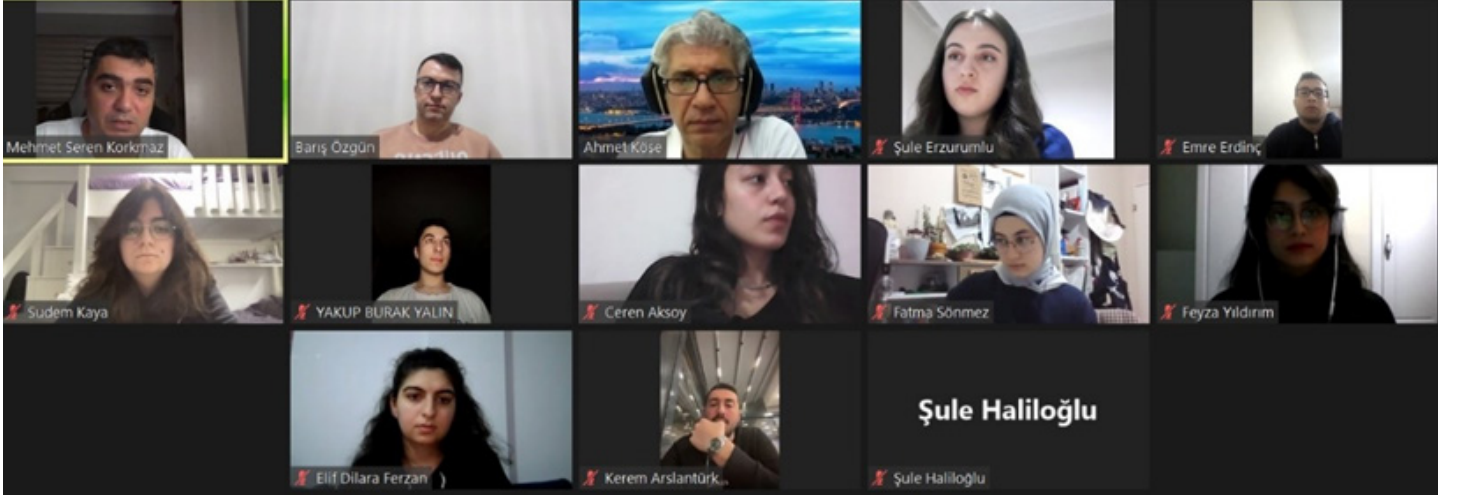 Mehmet Seren Korkmaz
Barış Özgün
Ahmet Köse
Şule Erzurumlu
Emre Erdinç
Sudem Kaya
YAKUP BURAK YALIN
Ceren Aksoy
Fatma Sönmez
Feyza Yıldırım
Elif Dilara Ferzan
Kerem Arslantürk...
Şule Haliloğlu
Şule Haliloğlu